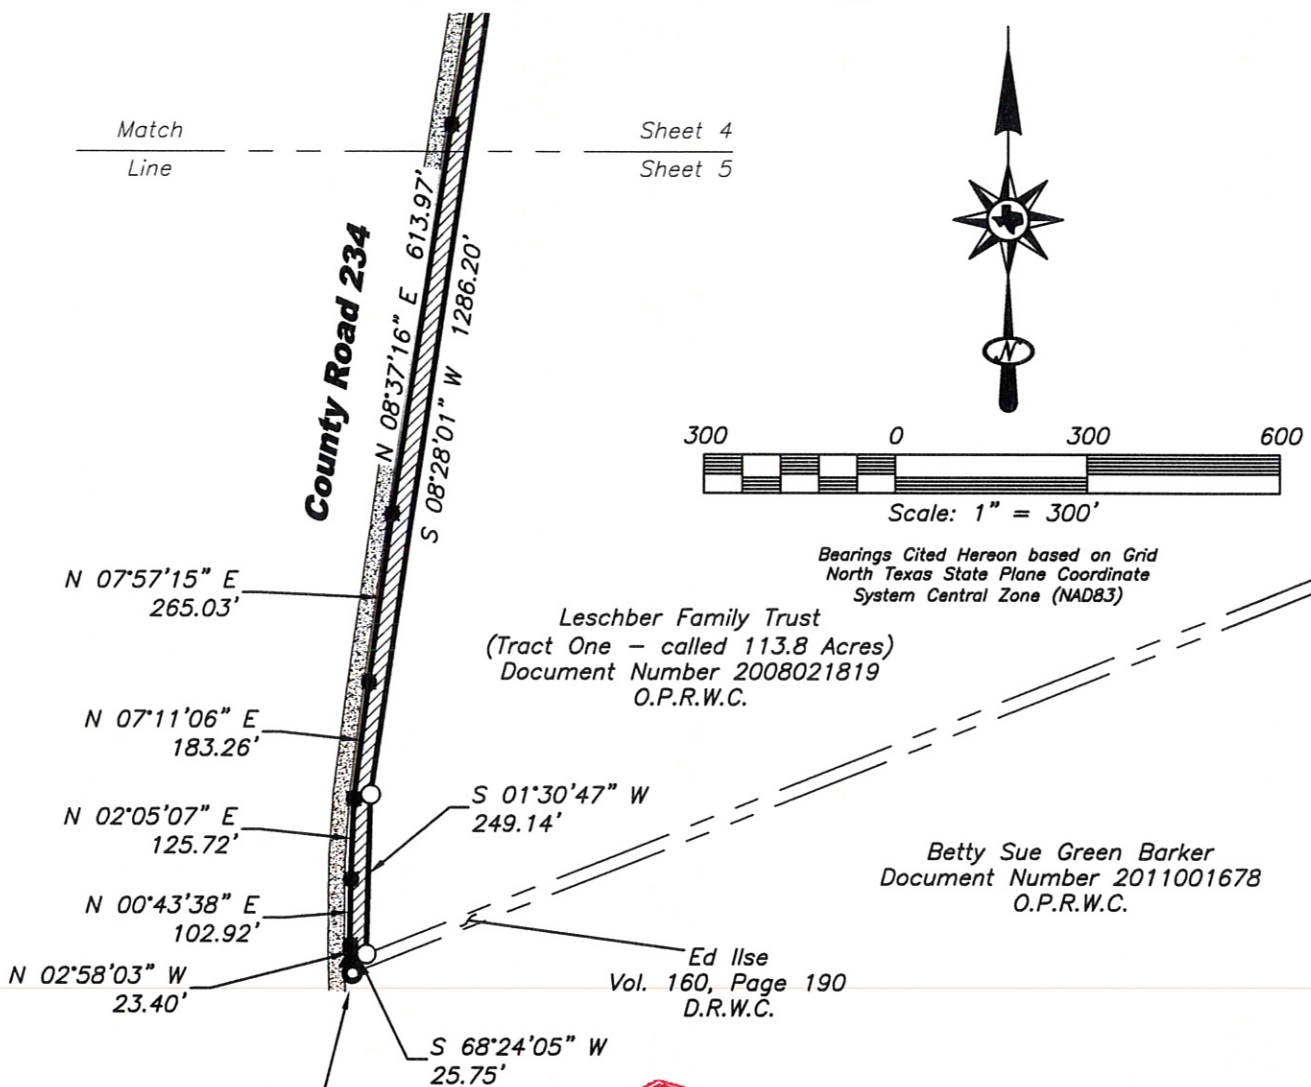 Match
Line
Sheet 4
Sheet 5
County Road 234
N 08°37'16" E 613.97'
S 08°28'01" W 1286.20'
N
300 0 300 600
Scale: 1" = 300'
Bearings Cited Hereon based on Grid
North Texas State Plane Coordinate
System Central Zone (NAD83)
N 07°57'15" E
265.03'
Leschber Family Trust
(Tract One – called 113.8 Acres)
Document Number 2008021819
O.P.R.W.C.
N 07°11'06" E
183.26'
S 01°30'47" W
249.14'
N 02°05'07" E
125.72'
Betty Sue Green Barker
Document Number 2011001678
O.P.R.W.C.
N 00°43'38" E
102.92'
Ed Ilse
Vol. 160, Page 190
D.R.W.C.
N 02°58'03" W
23.40'
S 68°24'05" W
25.75'